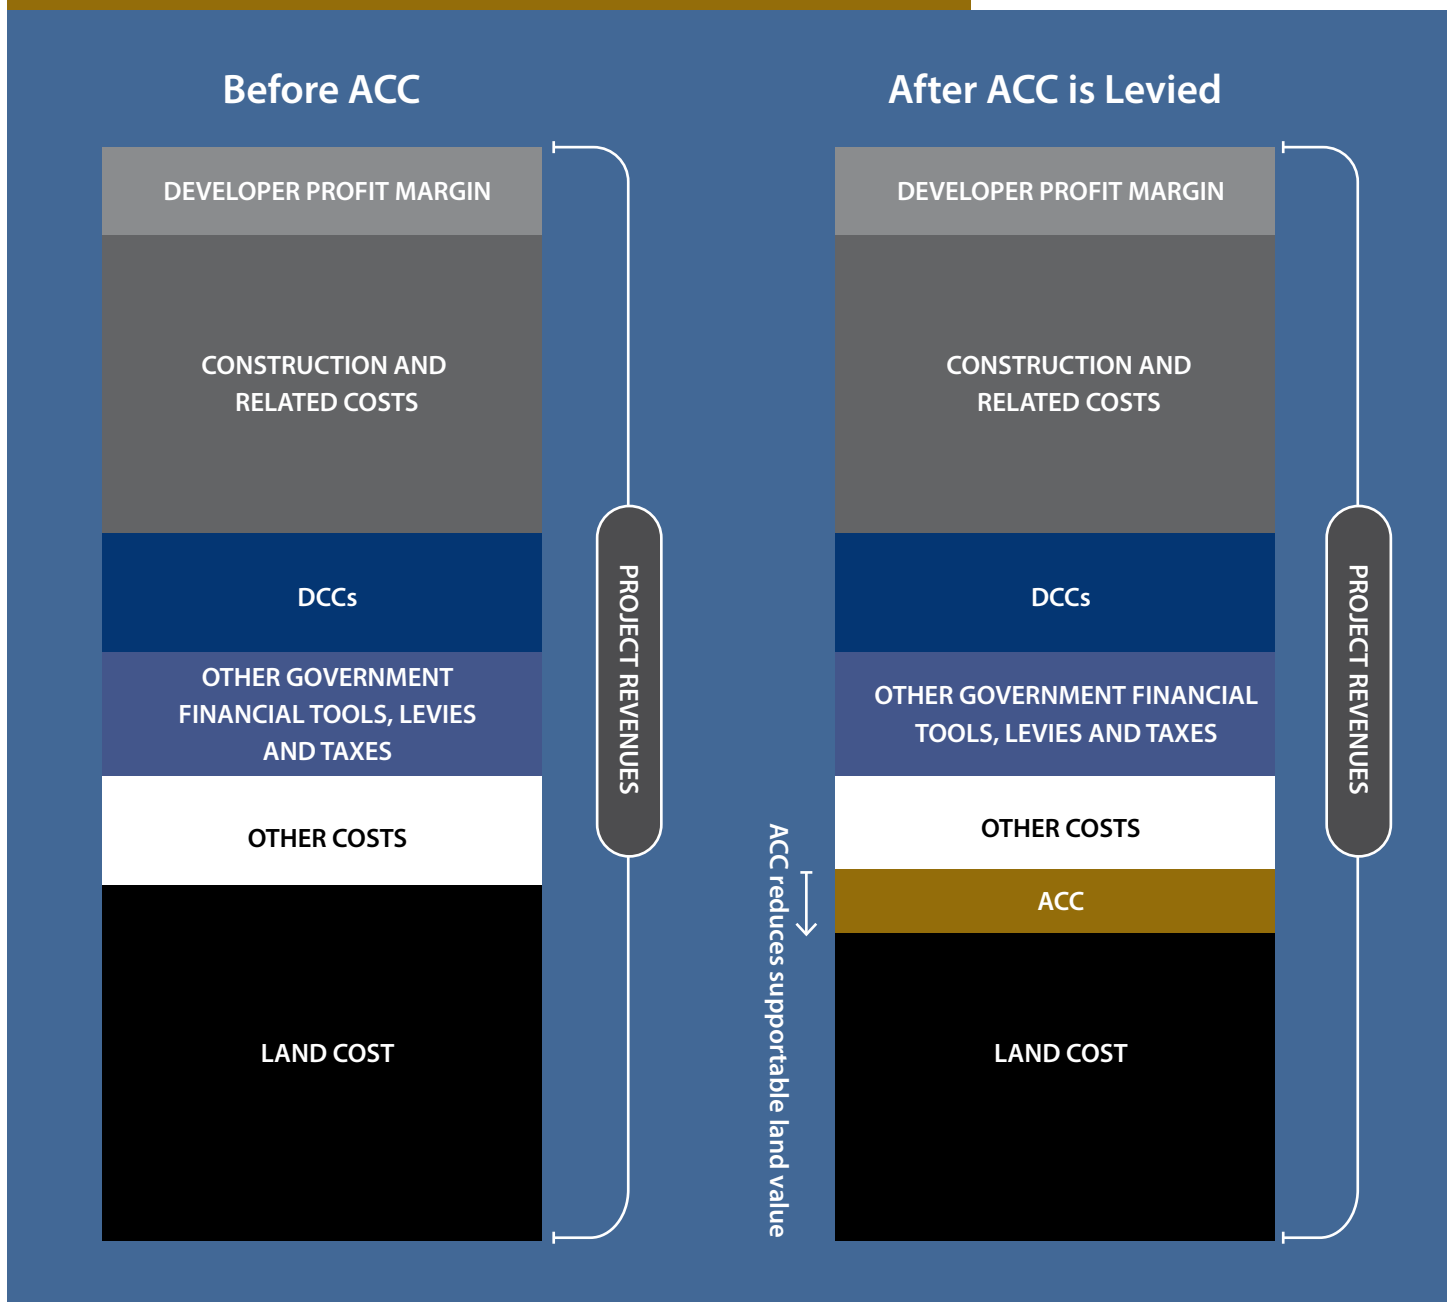 Before ACC
DEVELOPER PROFIT MARGIN
CONSTRUCTION AND
RELATED COSTS
DCCs
OTHER GOVERNMENT
FINANCIAL TOOLS, LEVIES
AND TAXES
OTHER COSTS
LAND COST
PROJECT REVENUES
After ACC is Levied
DEVELOPER PROFIT MARGIN
CONSTRUCTION AND
RELATED COSTS
DCCs
OTHER GOVERNMENT FINANCIAL
TOOLS, LEVIES AND TAXES
OTHER COSTS
ACC
LAND COST
ACC reduces supportable land value
PROJECT REVENUES